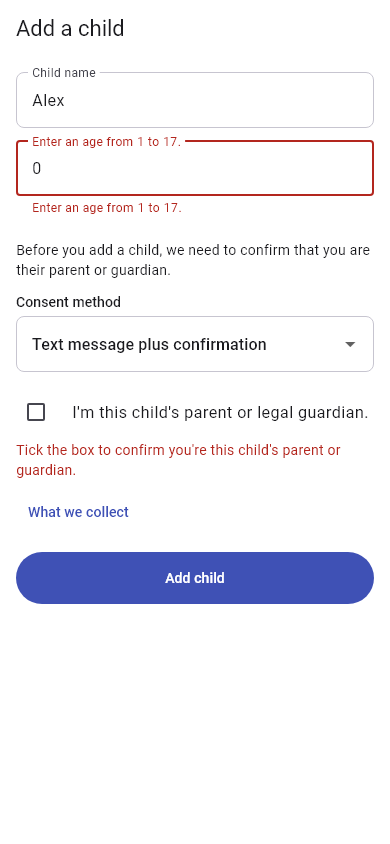 Add a child
Child name
Alex
Enter an age from 1 to 17.
0
Enter an age from 1 to 17.
Before you add a child, we need to confirm that you are
their parent or guardian.
Consent method
Text message plus confirmation
I'm this child's parent or legal guardian.
Tick the box to confirm you're this child's parent or
guardian.
What we collect
Add child